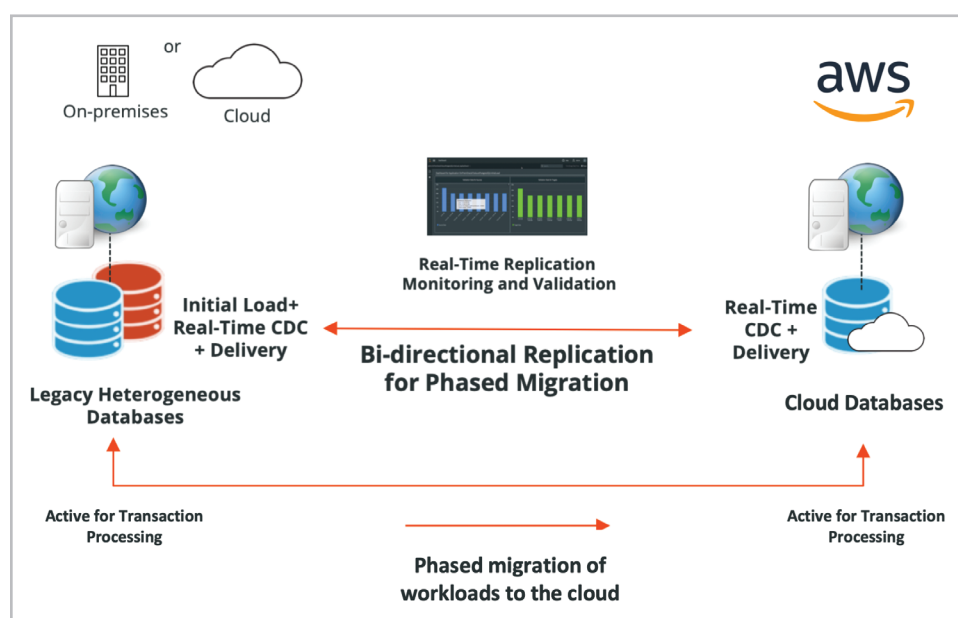 or
On-premises
Cloud
aws
Real-Time Replication
Monitoring and Validation
Initial Load+
Real-Time CDC
+ Delivery
Real-Time
CDC +
Delivery
Bi-directional Replication
for Phased Migration
Legacy Heterogeneous
Databases
Cloud Databases
Active for Transaction
Processing
Active for Transaction
Processing
Phased migration of
workloads to the cloud